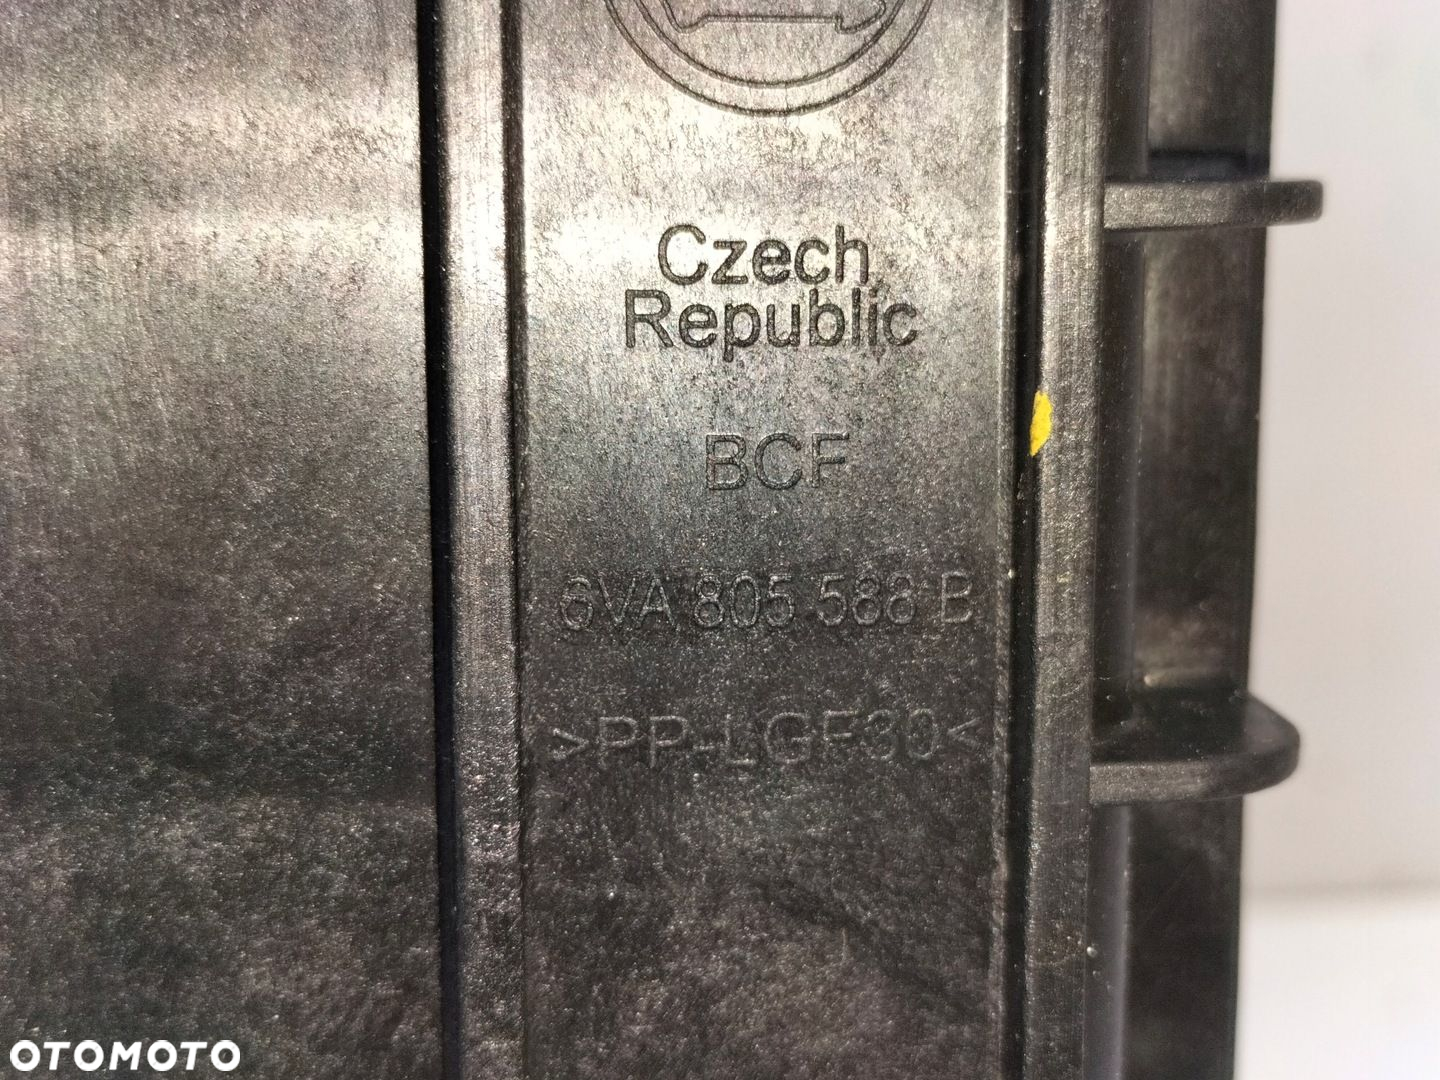 Czech
Republic
BCF
6VA 805 588 B
>PP-LGF30<
OTOMOTO